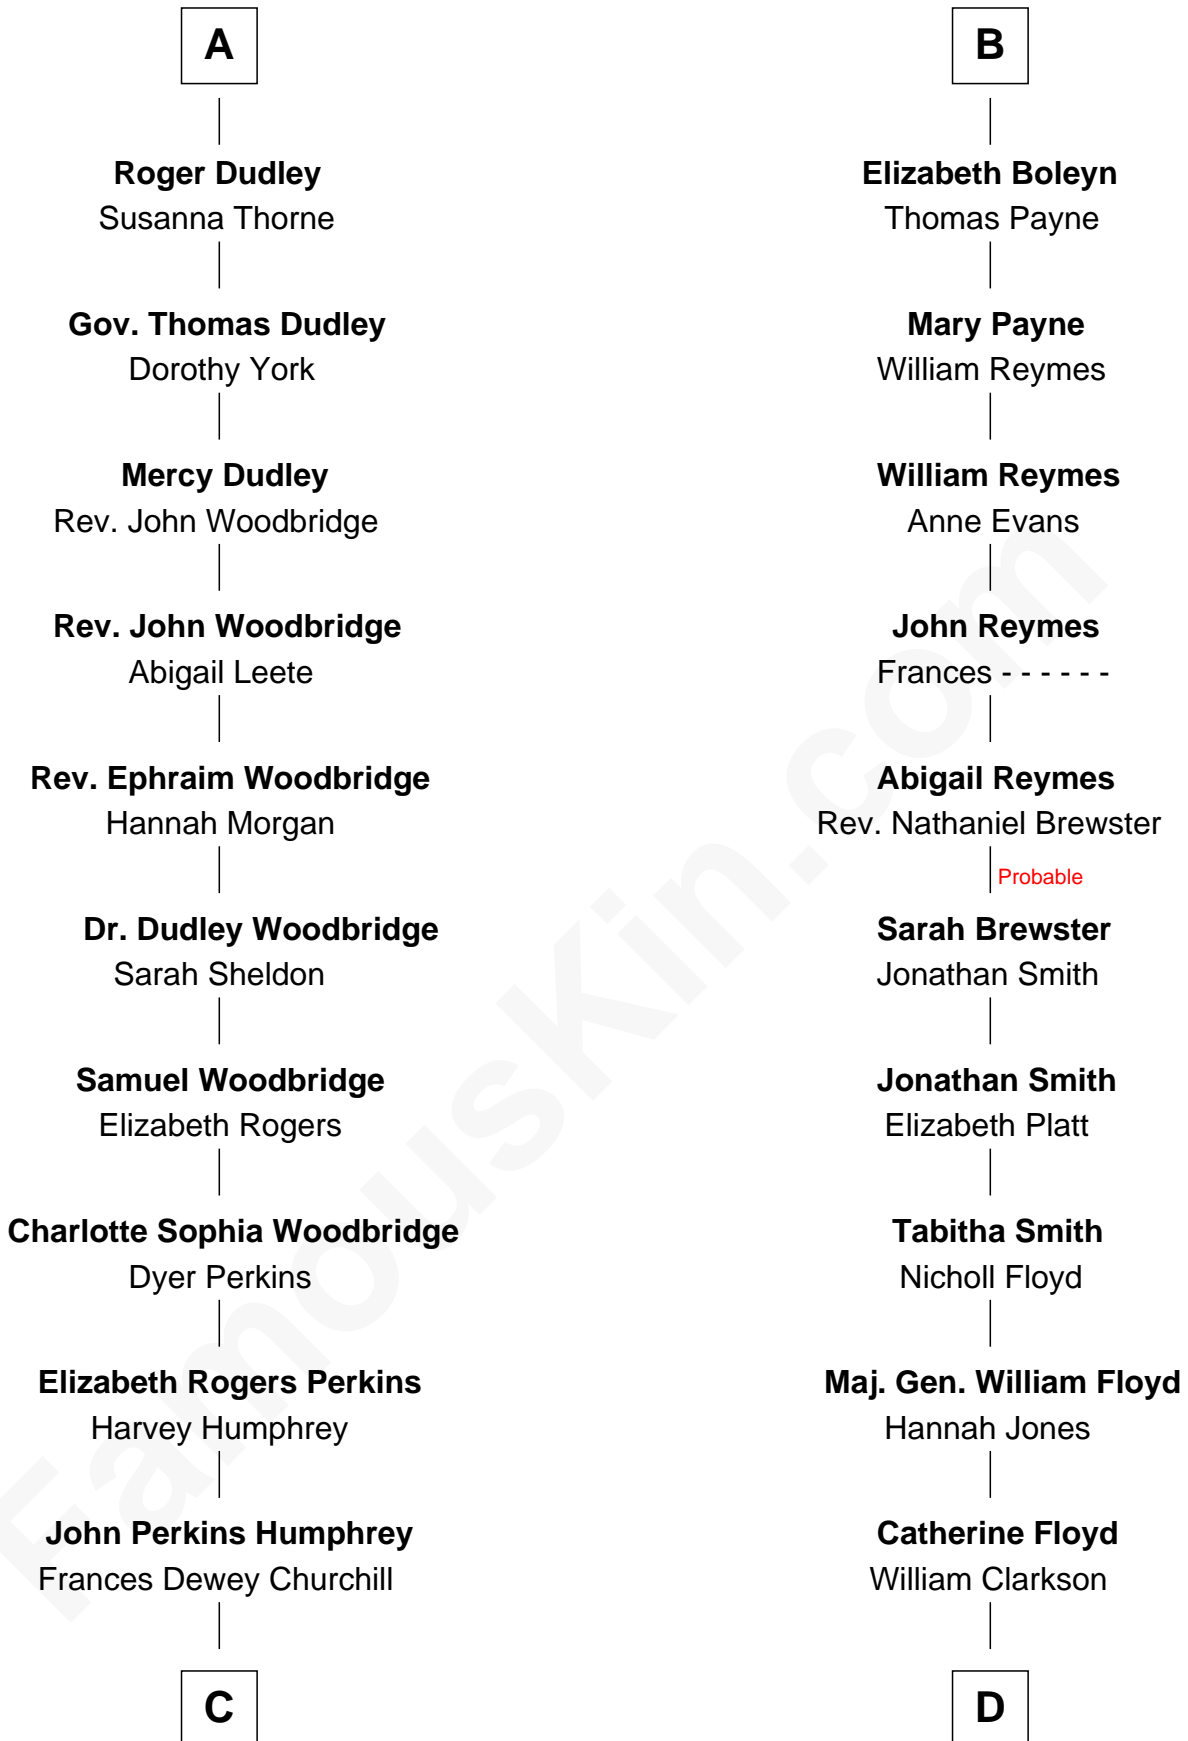 A
Roger Dudley
Susanna Thorne
Gov. Thomas Dudley
Dorothy York
Mercy Dudley
Rev. John Woodbridge
Rev. John Woodbridge
Abigail Leete
Rev. Ephraim Woodbridge
Hannah Morgan
Dr. Dudley Woodbridge
Sarah Sheldon
Samuel Woodbridge
Elizabeth Rogers
Charlotte Sophia Woodbridge
Dyer Perkins
Elizabeth Rogers Perkins
Harvey Humphrey
John Perkins Humphrey
Frances Dewey Churchill
C
B
Elizabeth Boleyn
Thomas Payne
Mary Payne
William Reymes
William Reymes
Anne Evans
John Reymes
Frances - - - - - -
Abigail Reymes
Rev. Nathaniel Brewster
Probable
Sarah Brewster
Jonathan Smith
Jonathan Smith
Elizabeth Platt
Tabitha Smith
Nicholl Floyd
Maj. Gen. William Floyd
Hannah Jones
Catherine Floyd
William Clarkson
D
FamousKin.com